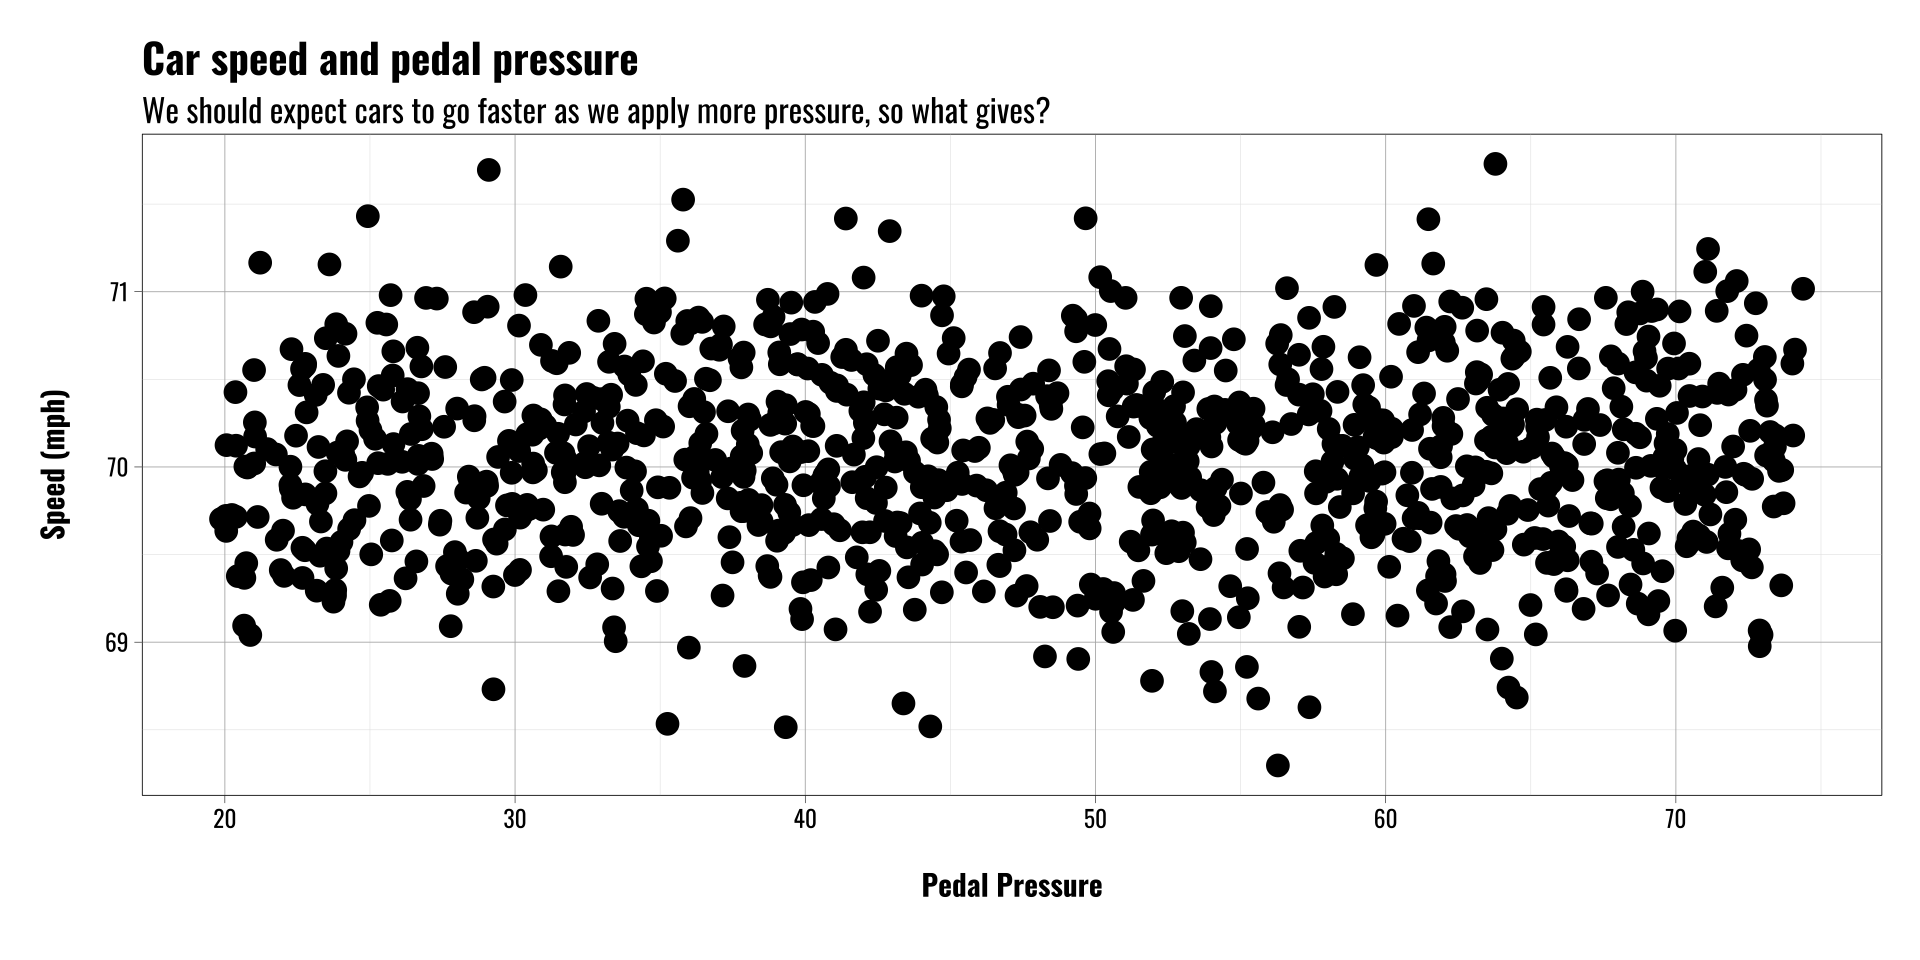 Car speed and pedal pressure
We should expect cars to go faster as we apply more pressure, so what gives?
Speed (mph)
71
70
69
20 30 40 50 60 70
Pedal Pressure